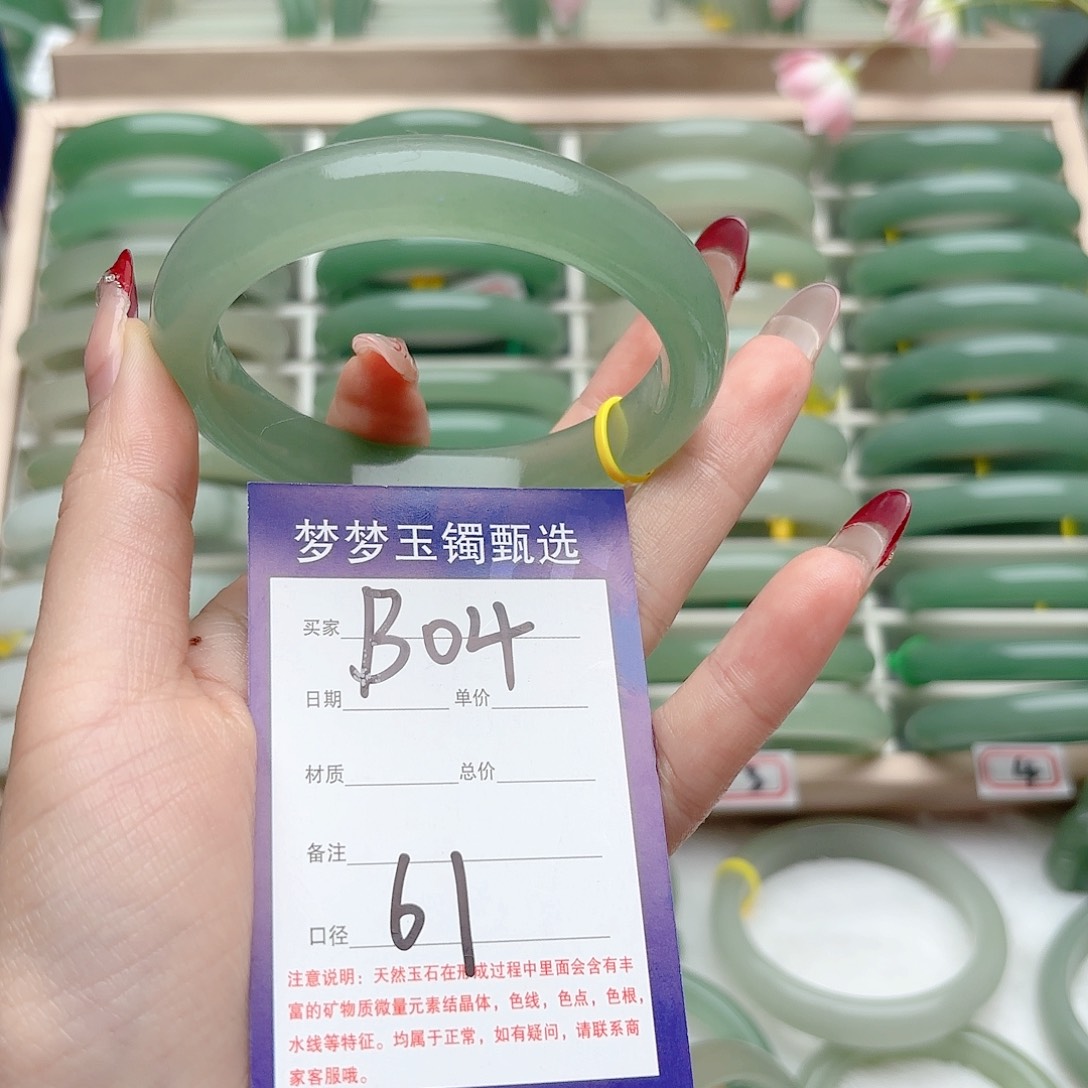 梦梦玉镯甄选
买家 B04
日期 单价
材质 总价
备注
口径 61
注意说明：天然玉石在形成过程中里面会含有丰
富的矿物质微量元素结晶体，色线，色点，色根，
水线等特征。均属于正常，如有疑问，请联系商
家客服哦。
3
4